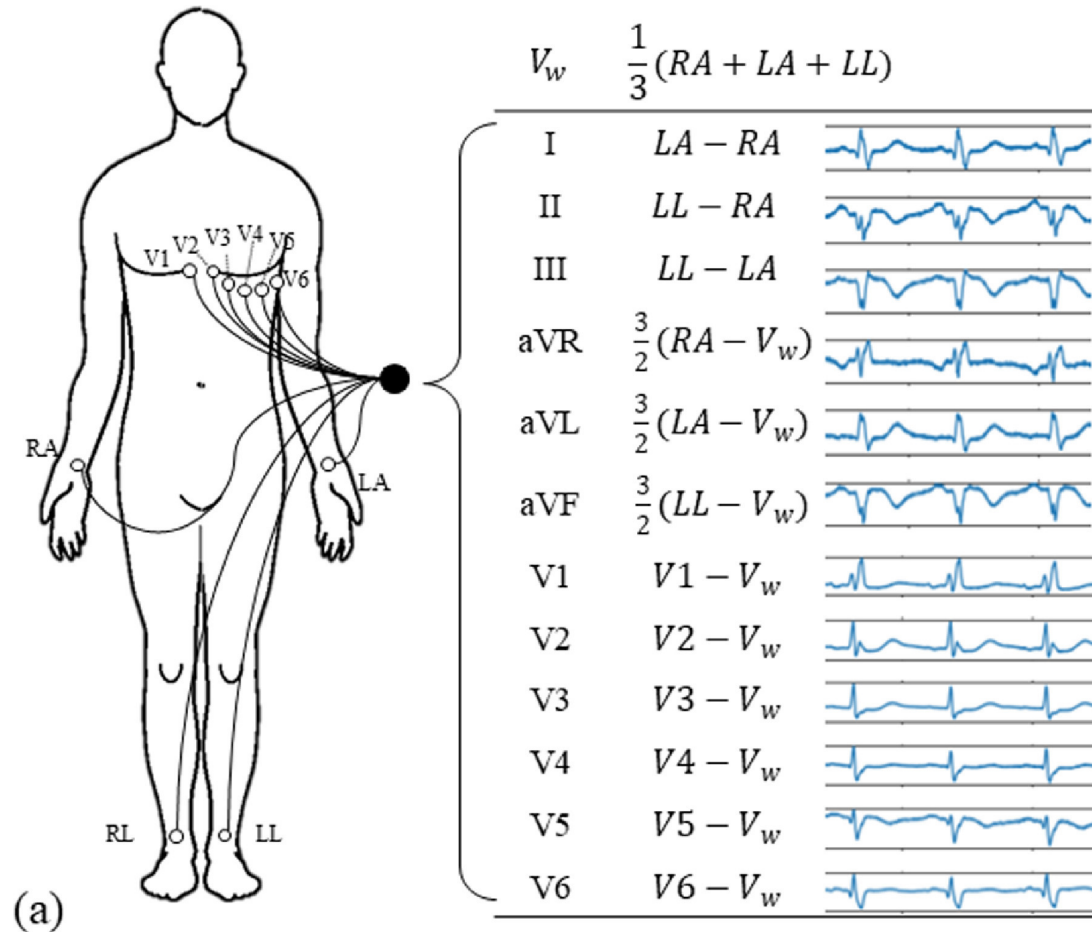 V_w 1/3 (RA + LA + LL)
I LA − RA
II LL − RA
III LL − LA
aVR 3/2 (RA − V_w)
aVL 3/2 (LA − V_w)
aVF 3/2 (LL − V_w)
V1 V1 − V_w
V2 V2 − V_w
V3 V3 − V_w
V4 V4 − V_w
V5 V5 − V_w
V6 V6 − V_w
V1 V2 V3 V4 V5 V6
RA
LA
RL
LL
(a)